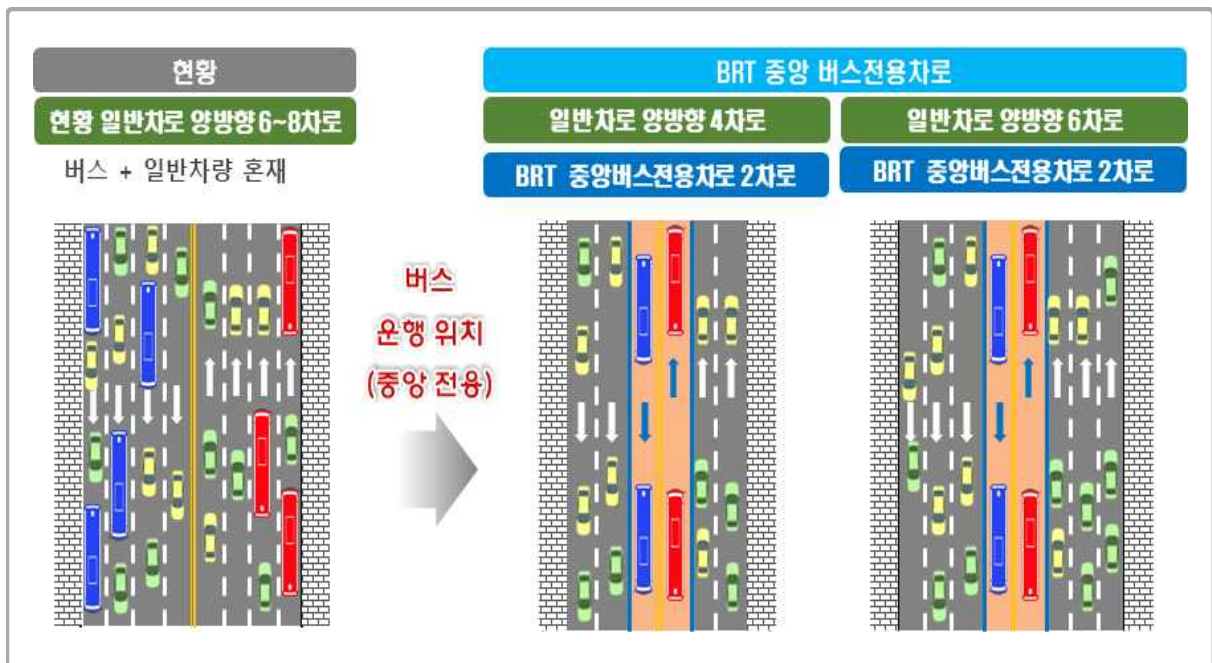 현황
현황 일반차로 양방향 6~8차로
버스 + 일반차량 혼재
버스
운행 위치
(중앙 전용)
BRT 중앙 버스전용차로
일반차로 양방향 4차로
BRT 중앙버스전용차로 2차로
일반차로 양방향 6차로
BRT 중앙버스전용차로 2차로